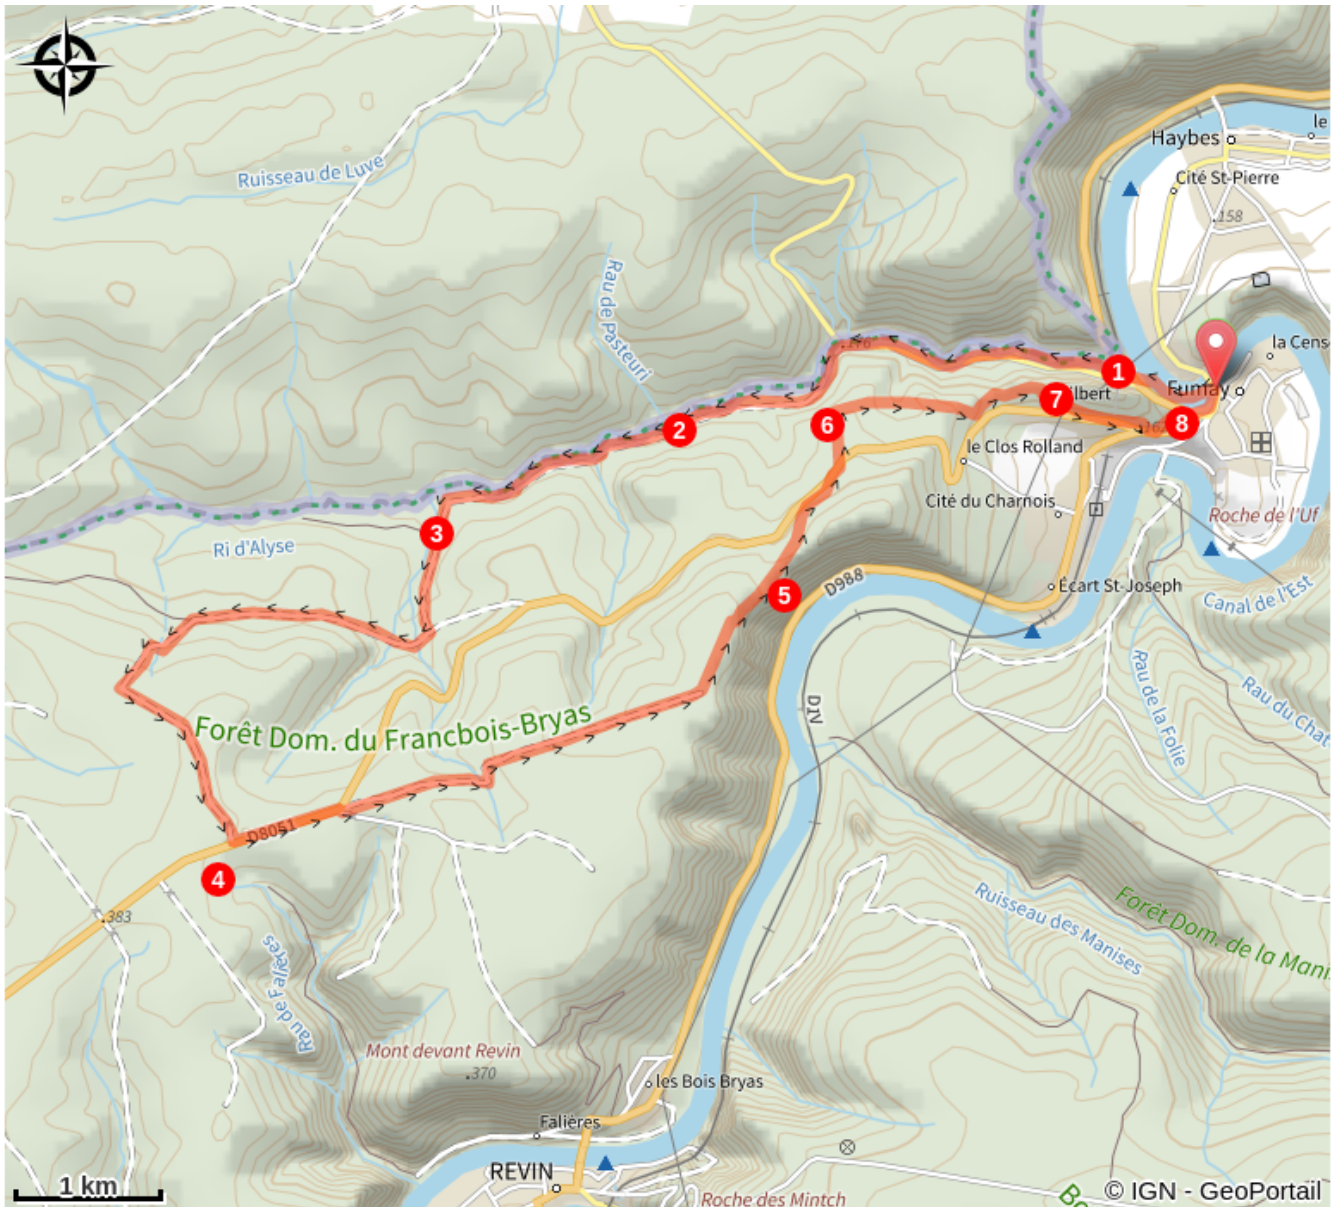 le
Haybes
Ruisseau de Luve
Cité St-Pierre
.158
Rau de Pasteuri
.176
la Cens
1
Fumay
7
ilbert
2
6
8
162
le Clos Rolland
Cité du Charnois
Roche de l'Uf
3
Ri d'Alyse
D988
Écart St-Joseph
5
Canal de l'Est
Rau de la Folie
Rau du Chat
DIV
Forêt Dom. du Francbois-Bryas
D8051
4
.383
Ruisseau des Manises
Forêt Dom. de la Mani
Rau de Falières
Mont devant Revin
.370
les Bois Bryas
Falières
REVIN
1 km
Roche des Mintch
© IGN - GeoPortail